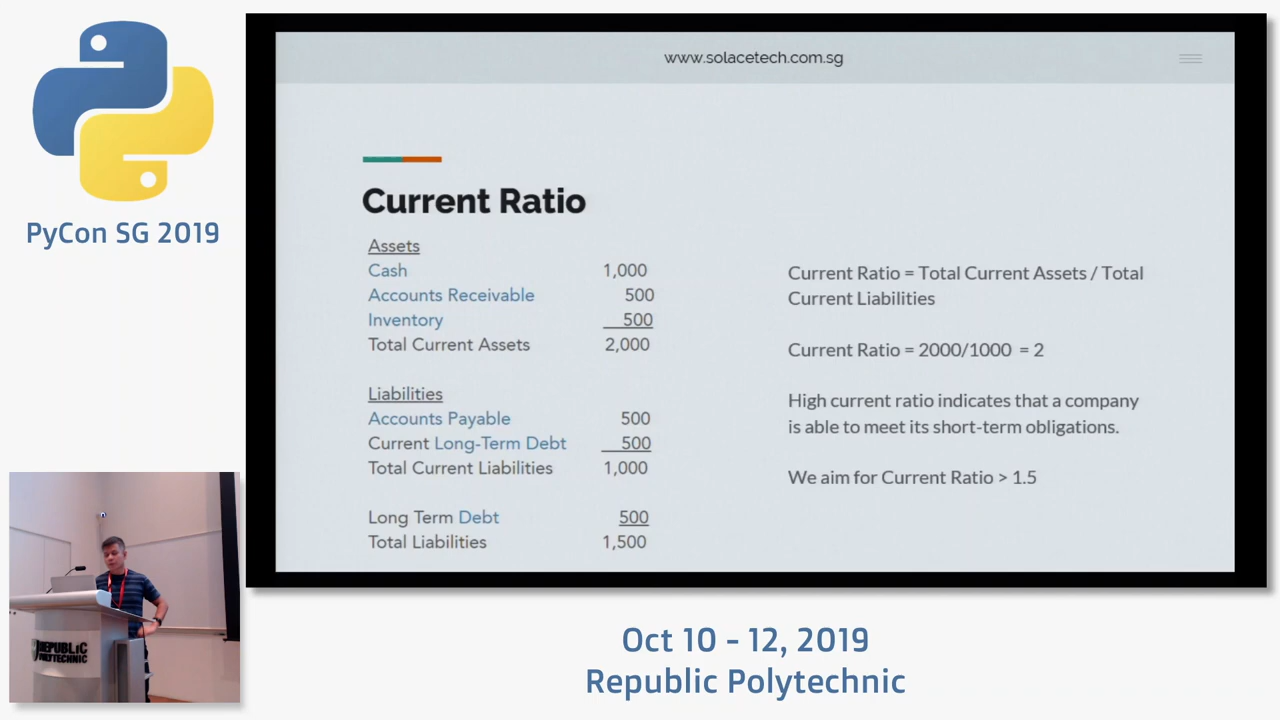 PyCon SG 2019
www.solacetech.com.sg
Current Ratio
Assets
Cash 1,000
Accounts Receivable 500
Inventory 500
Total Current Assets 2,000
Liabilities
Accounts Payable 500
Current Long-Term Debt 500
Total Current Liabilities 1,000
Long Term Debt 500
Total Liabilities 1,500
Current Ratio = Total Current Assets / Total
Current Liabilities
Current Ratio = 2000/1000 = 2
High current ratio indicates that a company
is able to meet its short-term obligations.
We aim for Current Ratio > 1.5
REPUBLIC
POLYTECHNIC
Oct 10 - 12, 2019
Republic Polytechnic